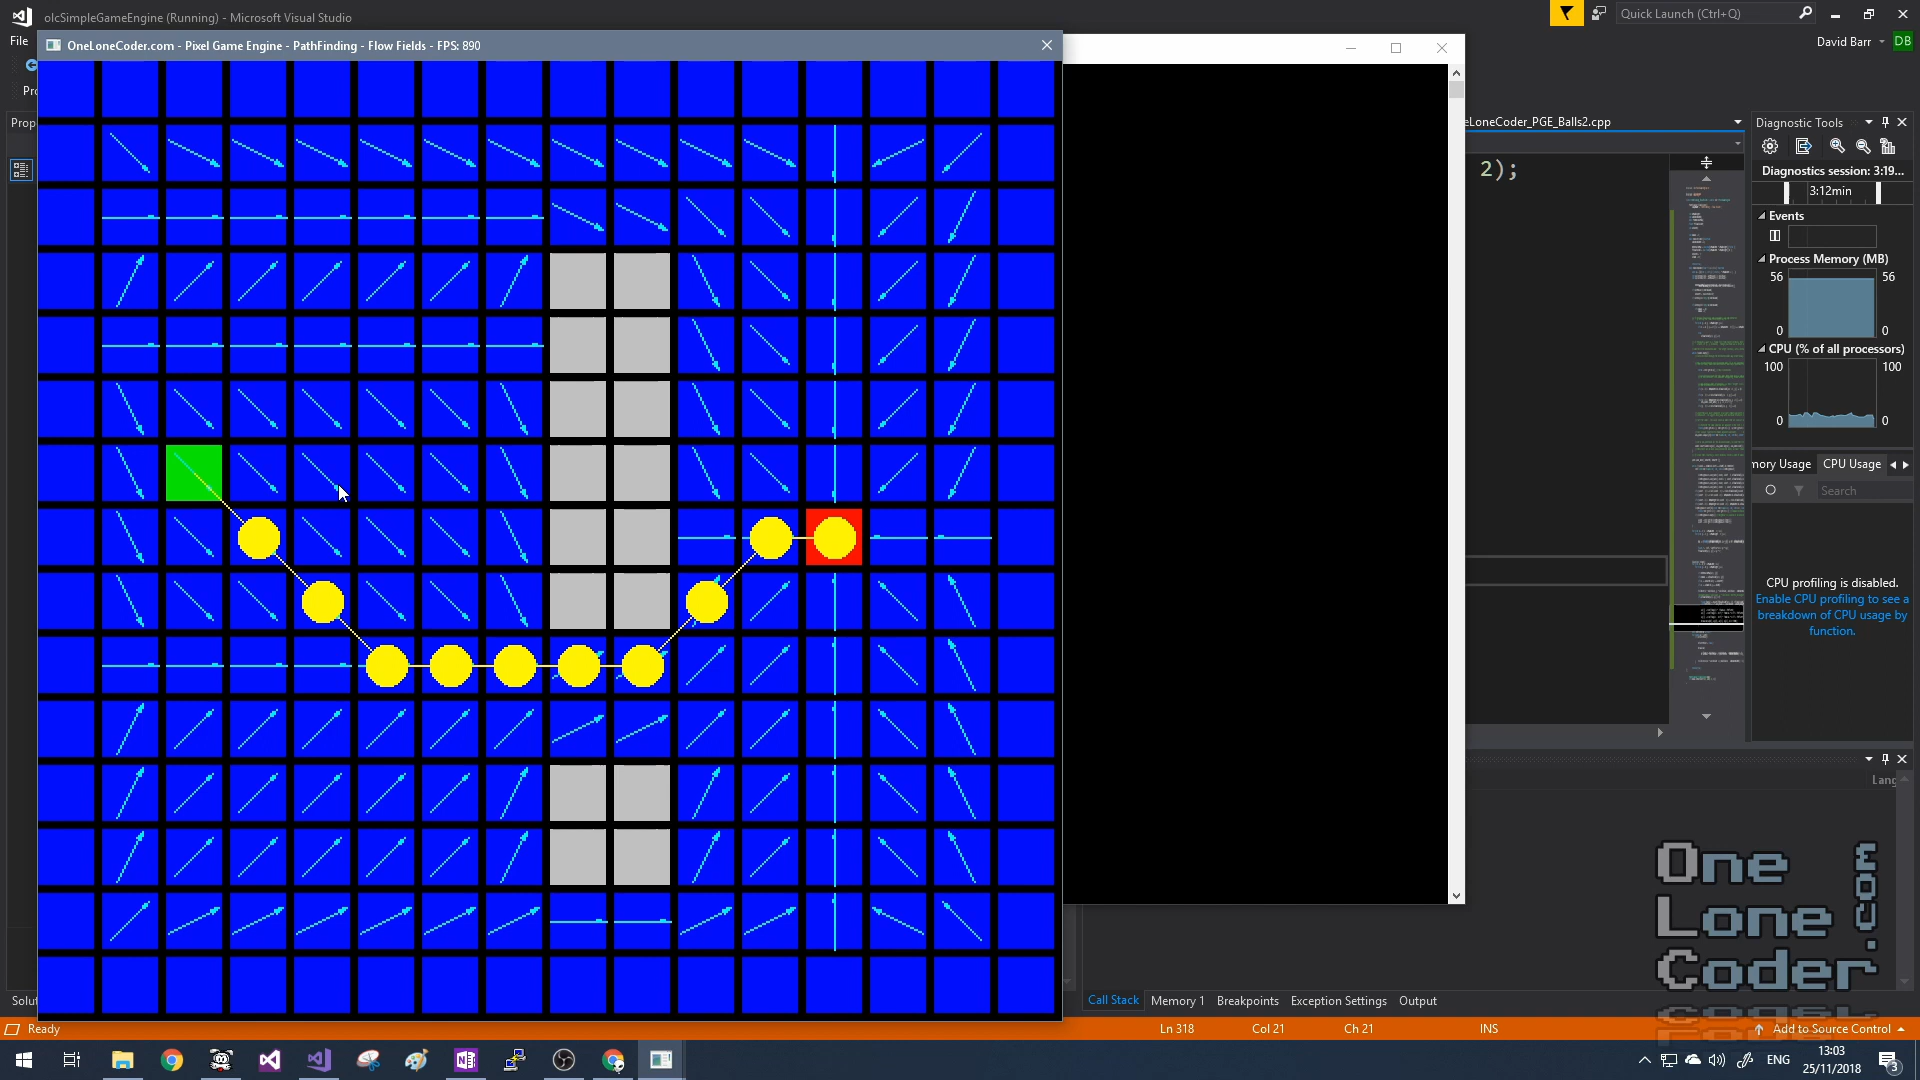 olcSimpleGameEngine (Running) - Microsoft Visual Studio
Quick Launch (Ctrl+Q)
File
OneLoneCoder.com - Pixel Game Engine - PathFinding - Flow Fields - FPS: 890
David Barr
DB
Pro
Prop
eLoneCoder_PGE_Balls2.cpp
Diagnostic Tools
2);
Diagnostics session: 3:19...
3:12min
Events
Process Memory (MB)
56
56
0
0
CPU (% of all processors)
100
100
0
0
mory Usage
CPU Usage
Search
CPU profiling is disabled.
Enable CPU profiling to see a
breakdown of CPU usage by
function.
Lang
One
Lone
Coder
.com
Solut
Call Stack
Memory 1
Breakpoints
Exception Settings
Output
Ready
Ln 318
Col 21
Ch 21
INS
Add to Source Control
ENG
13:03
25/11/2018
3